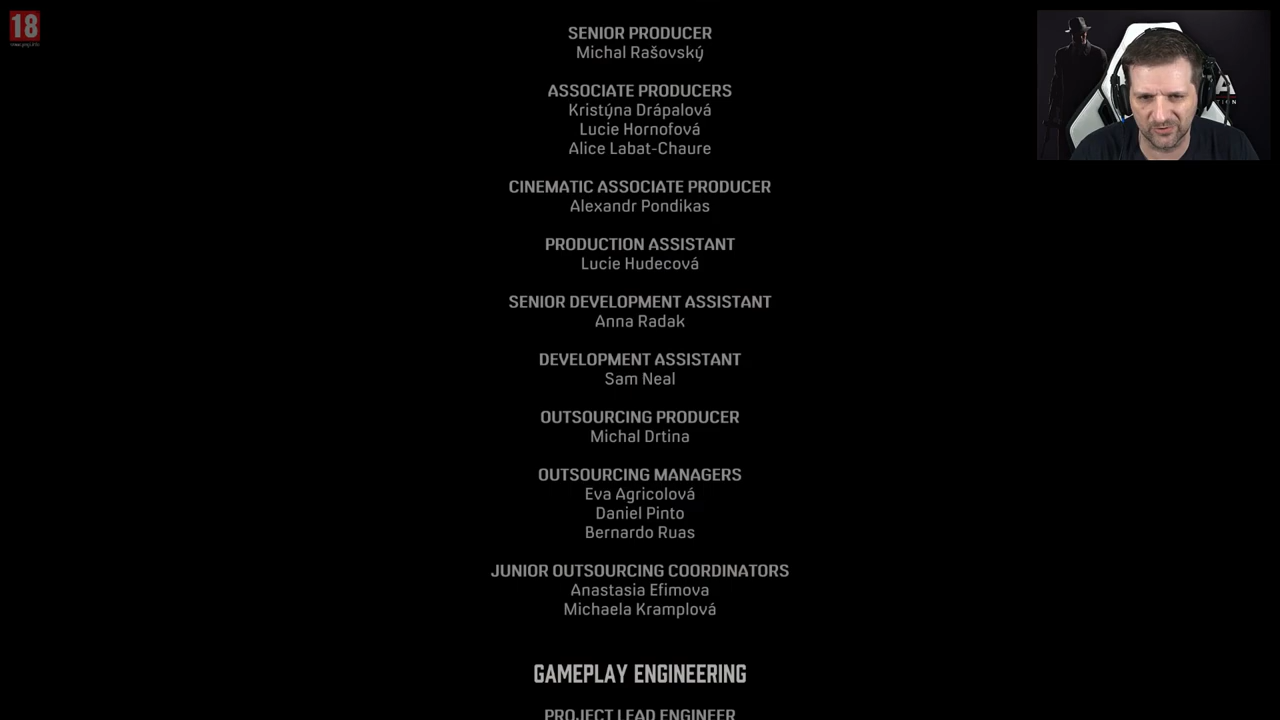 18
SENIOR PRODUCER
Michal Rašovský
ASSOCIATE PRODUCERS
Kristýna Drápalová
Lucie Hornofová
Alice Labat-Chaure
CINEMATIC ASSOCIATE PRODUCER
Alexandr Pondikas
PRODUCTION ASSISTANT
Lucie Hudecová
SENIOR DEVELOPMENT ASSISTANT
Anna Radak
DEVELOPMENT ASSISTANT
Sam Neal
OUTSOURCING PRODUCER
Michal Drtina
OUTSOURCING MANAGERS
Eva Agricolová
Daniel Pinto
Bernardo Ruas
JUNIOR OUTSOURCING COORDINATORS
Anastasia Efimova
Michaela Kramplová
GAMEPLAY ENGINEERING
PROJECT LEAD ENGINEER